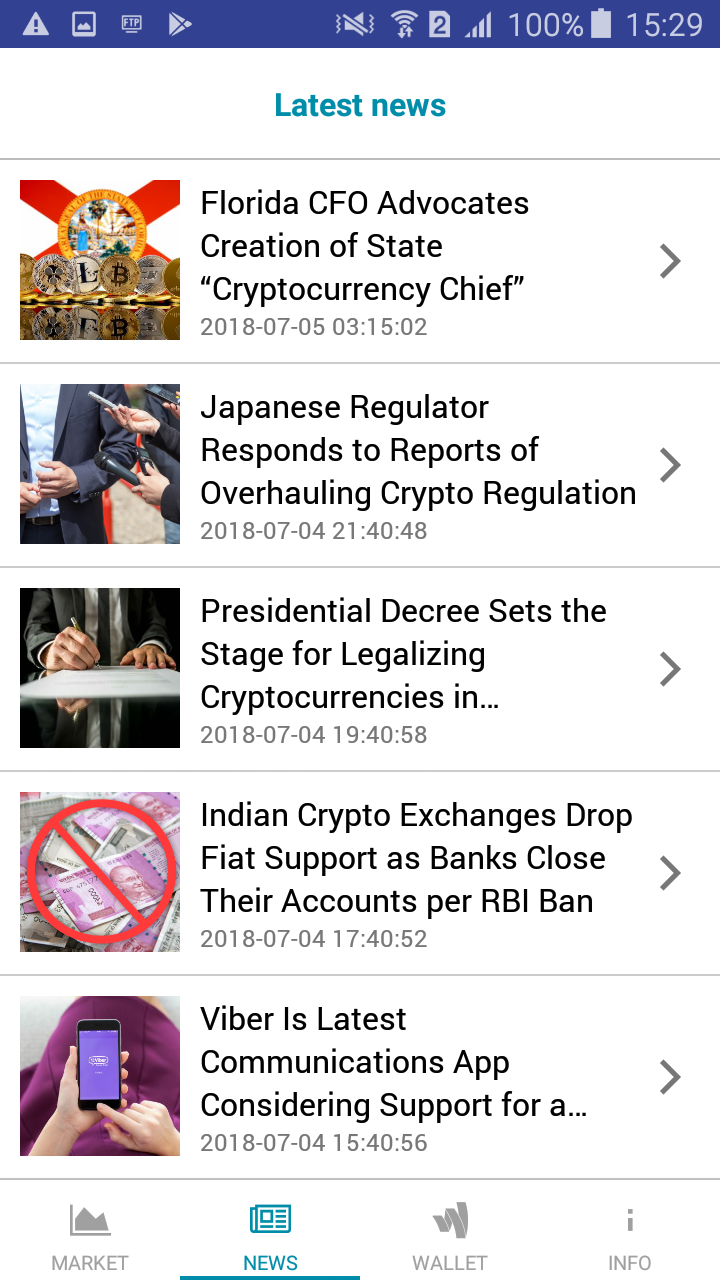 FTP
2
100%
15:29
Latest news
Florida CFO Advocates
Creation of State
“Cryptocurrency Chief”
2018-07-05 03:15:02
Japanese Regulator
Responds to Reports of
Overhauling Crypto Regulation
2018-07-04 21:40:48
Presidential Decree Sets the
Stage for Legalizing
Cryptocurrencies in…
2018-07-04 19:40:58
Indian Crypto Exchanges Drop
Fiat Support as Banks Close
Their Accounts per RBI Ban
2018-07-04 17:40:52
Viber
Viber Is Latest
Communications App
Considering Support for a…
2018-07-04 15:40:56
MARKET
NEWS
WALLET
INFO